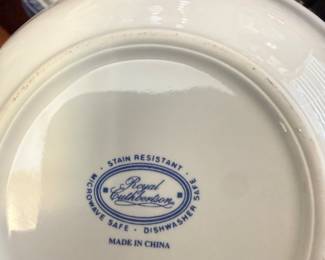 · STAIN RESISTANT ·
MICROWAVE SAFE · DISHWASHER SAFE
Royal
Cuthbertson
MADE IN CHINA